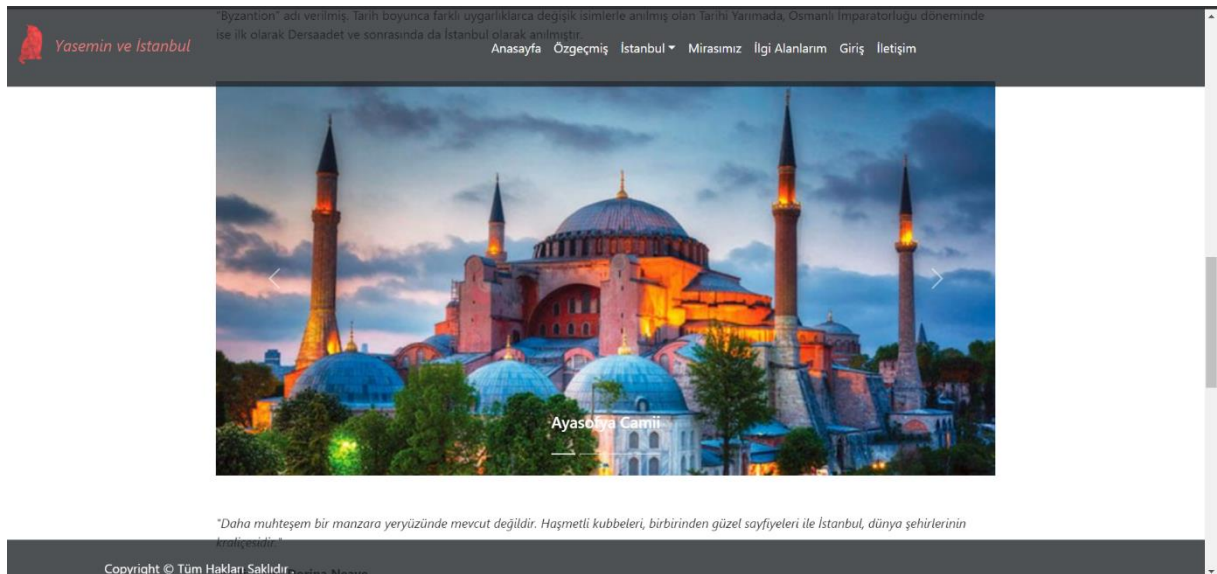 "Byzantion" adı verilmiş. Tarih boyunca farklı uygarlıklarca değişik isimlerle anılmış olan Tarihi Yarımada, Osmanlı İmparatorluğu döneminde
ise ilk olarak Dersaadet ve sonrasında da İstanbul olarak anılmıştır.
Yasemin ve İstanbul
Anasayfa Özgeçmiş İstanbul Mirasımız İlgi Alanlarım Giriş İletişim
Ayasofya Camii
"Daha muhteşem bir manzara yeryüzünde mevcut değildir. Haşmetli kubbeleri, birbirinden güzel sayfiyeleri ile İstanbul, dünya şehirlerinin
kraliçesidir."
Copyright © Tüm Hakları Saklıdır.